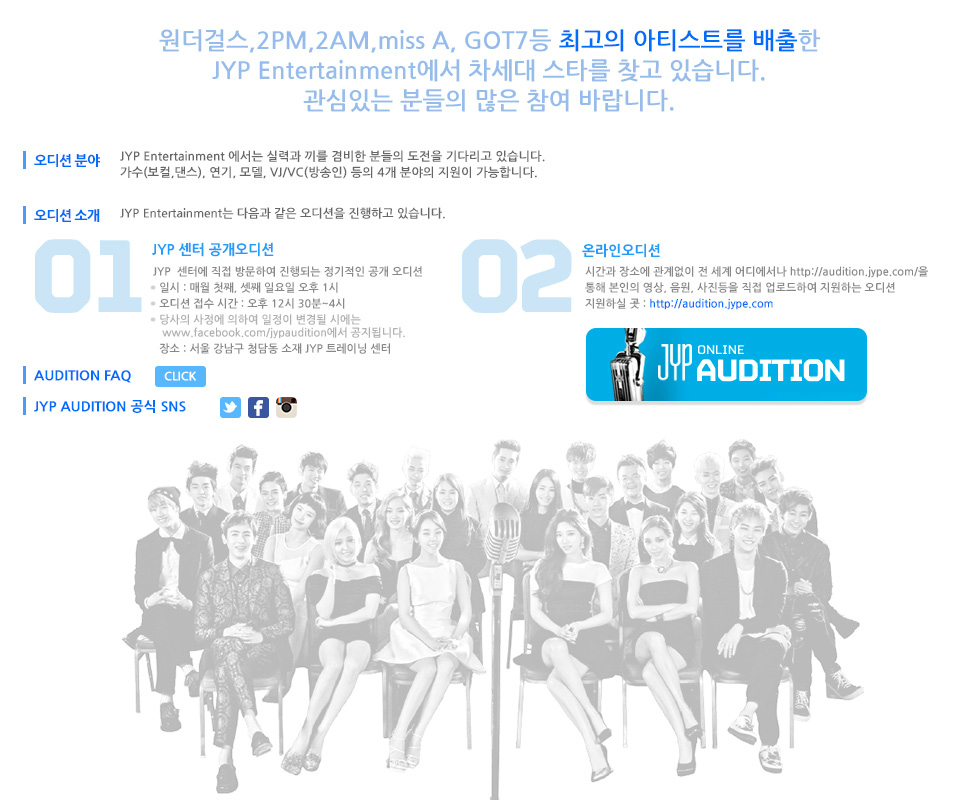 원더걸스,2PM,2AM,miss A, GOT7등 최고의 아티스트를 배출한
JYP Entertainment에서 차세대 스타를 찾고 있습니다.
관심있는 분들의 많은 참여 바랍니다.
오디션 분야
JYP Entertainment 에서는 실력과 끼를 겸비한 분들의 도전을 기다리고 있습니다.
가수(보컬,댄스), 연기, 모델, VJ/VC(방송인) 등의 4개 분야의 지원이 가능합니다.
오디션 소개
JYP Entertainment는 다음과 같은 오디션을 진행하고 있습니다.
01
JYP 센터 공개오디션
JYP 센터에 직접 방문하여 진행되는 정기적인 공개 오디션
• 일시 : 매월 첫째, 셋째 일요일 오후 1시
• 오디션 접수 시간 : 오후 12시 30분~4시
• 당사의 사정에 의하여 일정이 변경될 시에는
www.facebook.com/jypaudition에서 공지됩니다.
장소 : 서울 강남구 청담동 소재 JYP 트레이닝 센터
02
온라인오디션
시간과 장소에 관계없이 전 세계 어디에서나 http://audition.jype.com/을
통해 본인의 영상, 음원, 사진등을 직접 업로드하여 지원하는 오디션
지원하실 곳 : http://audition.jype.com
JYP ONLINE
AUDITION
AUDITION FAQ
CLICK
JYP AUDITION 공식 SNS